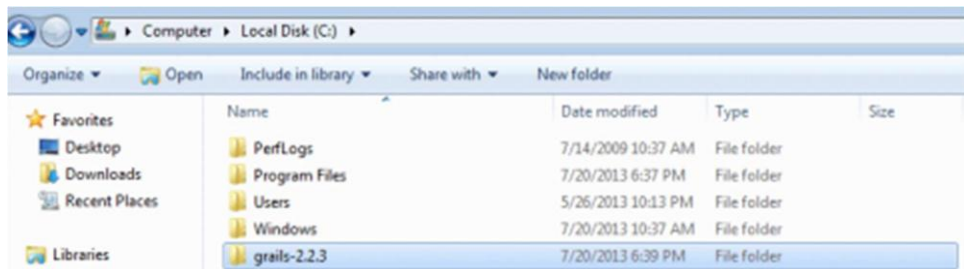 Computer Local Disk (C:)
Organize Open Include in library Share with New folder
Favorites
Desktop
Downloads
Recent Places
Libraries
Name Date modified Type Size
PerfLogs 7/14/2009 10:37 AM File folder
Program Files 7/20/2013 6:37 PM File folder
Users 5/26/2013 10:13 PM File folder
Windows 7/20/2013 10:37 AM File folder
grails-2.2.3 7/20/2013 6:39 PM File folder